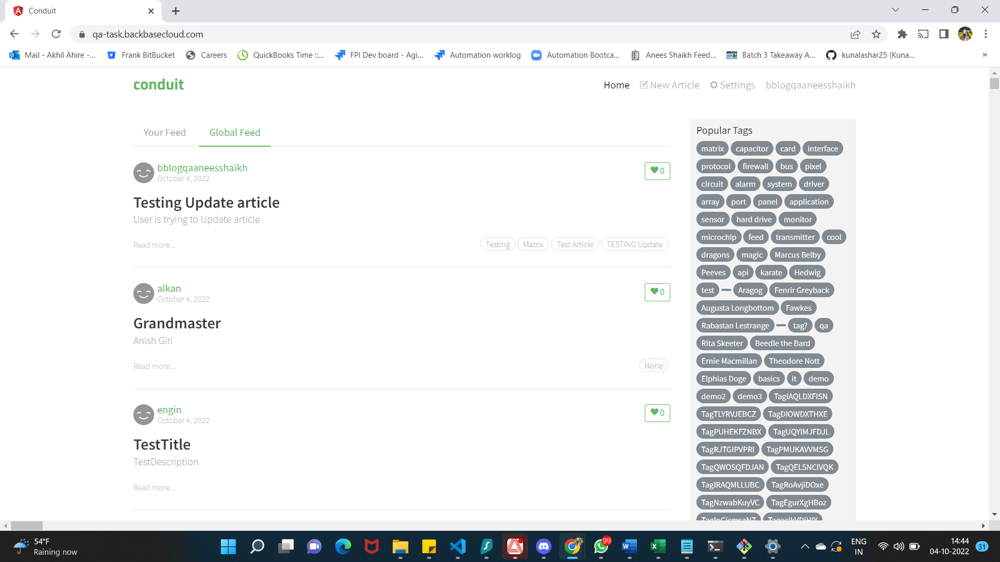 Conduit
qa-task.backbasecloud.com
Mail - Akhil Ahire -... Frank BitBucket Careers QuickBooks Time ::... FPI Dev board - Agi... Automation worklog Automation Bootca... Anees Shaikh Feed... Batch 3 Takeaway A... kunalashar25 (Kuna... »
conduit
Home New Article Settings bblogqaaneesshaikh
Your Feed Global Feed
bblogqaaneesshaikh
October 4, 2022
0
Testing Update article
User is trying to Update article
Read more...
Testing Matrix Test Article TESTING Update
alkan
October 4, 2022
0
Grandmaster
Anish Giri
Read more...
None
engin
October 4, 2022
0
TestTitle
TestDescription
Read more...
Popular Tags
matrix capacitor card interface
protocol firewall bus pixel
circuit alarm system driver
array port panel application
sensor hard drive monitor
microchip feed transmitter cool
dragons magic Marcus Belby
Peeves api karate Hedwig
test Aragog Fenrir Greyback
Augusta Longbottom Fawkes
Rabastan Lestrange tag? qa
Rita Skeeter Beedle the Bard
Ernie Macmillan Theodore Nott
Elphias Doge basics it demo
demo2 demo3 TagIAQLDXFISN
TagTLYRVJEBCZ TagDIOWDXTHXE
TagPUHEKFZNBX TagUQYIMJFDJL
TagRJTGIPVPRI TagPMUKAVVMSG
TagQWOSQFDJAN TagQELSNCIVQK
TagIRAQMLLUBC TagRoAvjiDOxe
TagNzwabKuyVC TagEgurXgHBoz
54°F
Raining now
99
ENG
IN
14:44
04-10-2022
31